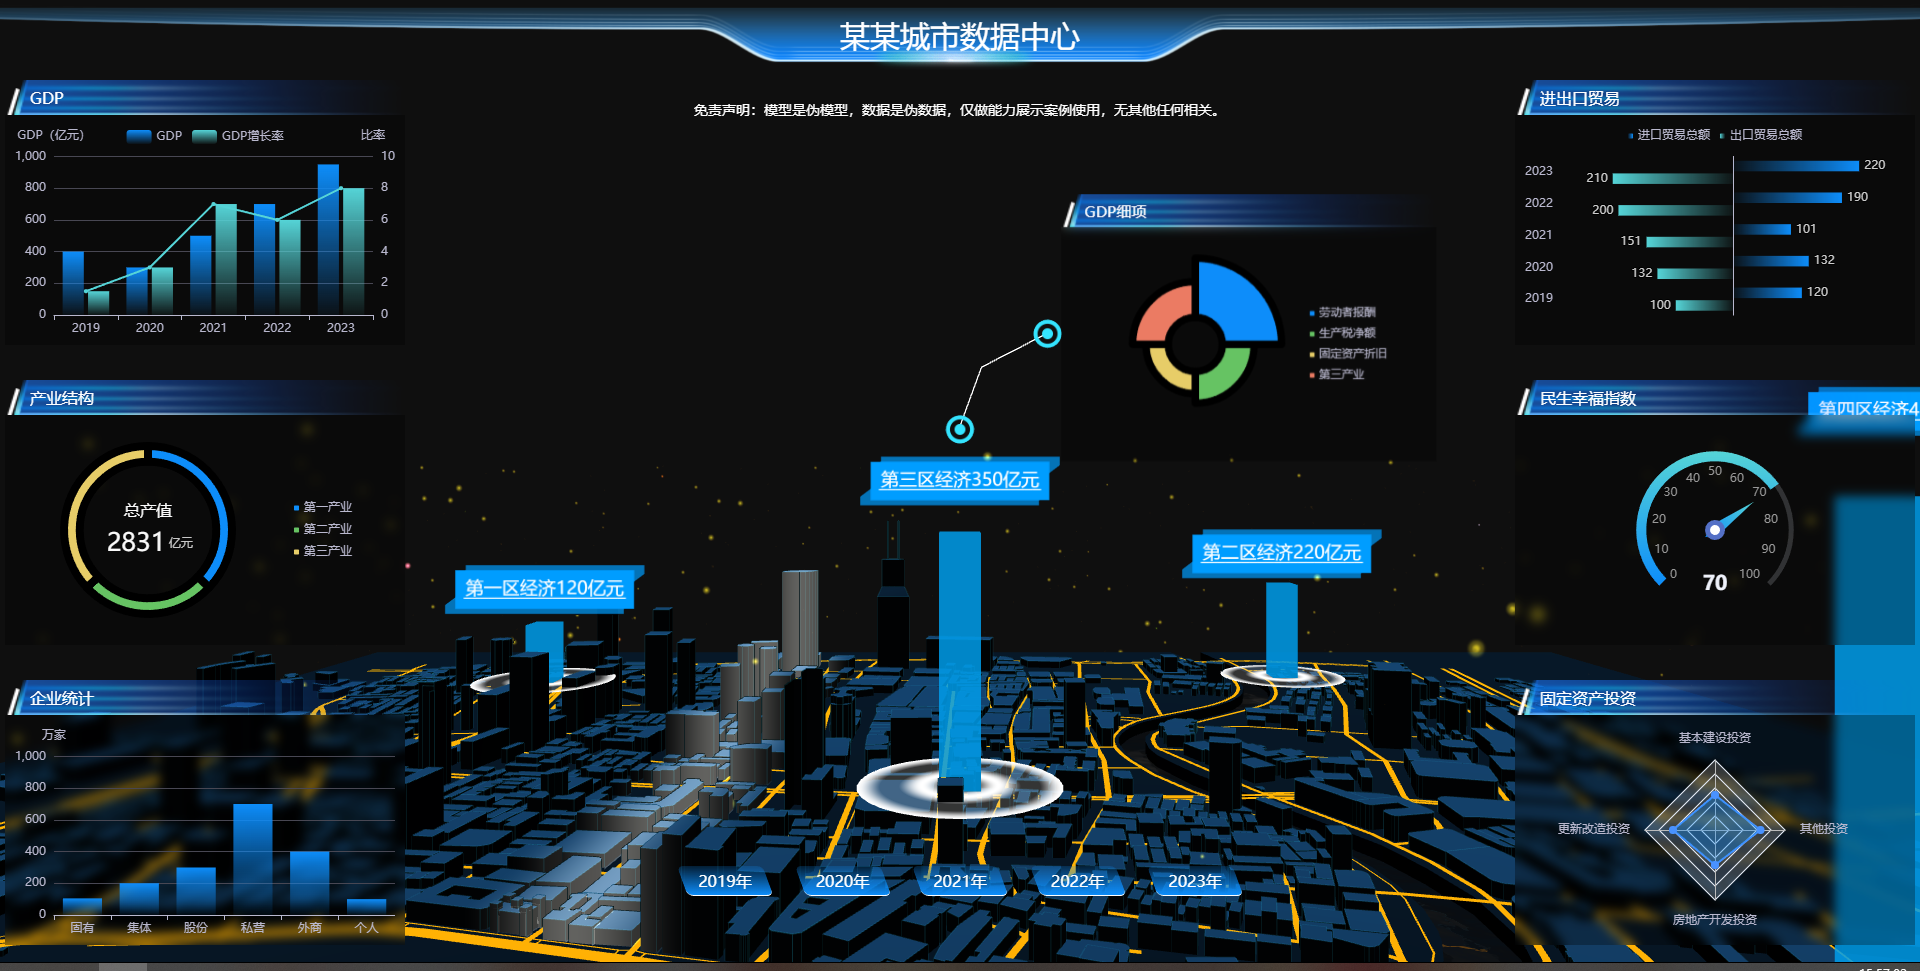 某某城市数据中心
免责声明：模型是伪模型，数据是伪数据，仅做能力展示案例使用，无其他任何相关。
GDP
GDP（亿元）
GDP
GDP增长率
比率
1,000
800
600
400
200
0
10
8
6
4
2
0
2019
2020
2021
2022
2023
产业结构
总产值
2831 亿元
第一产业
第二产业
第三产业
企业统计
万家
1,000
800
600
400
200
0
固有
集体
股份
私营
外商
个人
GDP细项
劳动者报酬
生产税净额
固定资产折旧
第三产业
第一区经济120亿元
第三区经济350亿元
第二区经济220亿元
第四区经济4
2019年
2020年
2021年
2022年
2023年
进出口贸易
进口贸易总额
出口贸易总额
2023
210
220
2022
200
190
2021
151
101
2020
132
132
2019
100
120
民生幸福指数
0
10
20
30
40
50
60
70
80
90
100
70
固定资产投资
基本建设投资
更新改造投资
其他投资
房地产开发投资